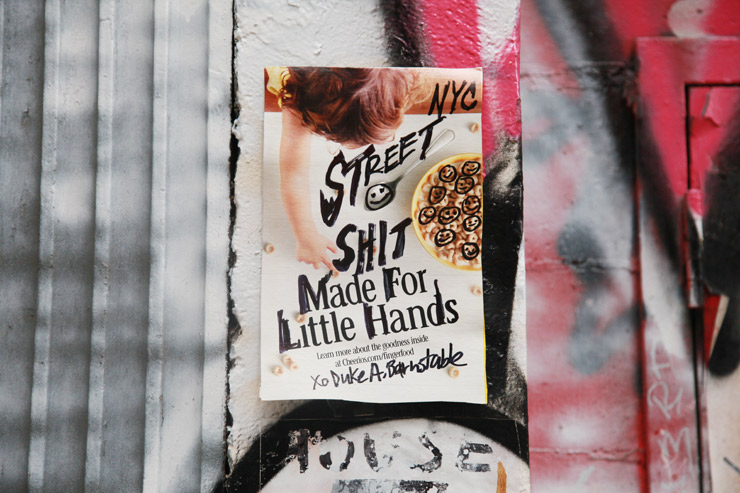 NYC
STREET
SHIT
Made For
Little Hands
Learn more about the goodness inside
at Cheerios.com/fingerfood
xo Duke A. Barnstable
HOUSE